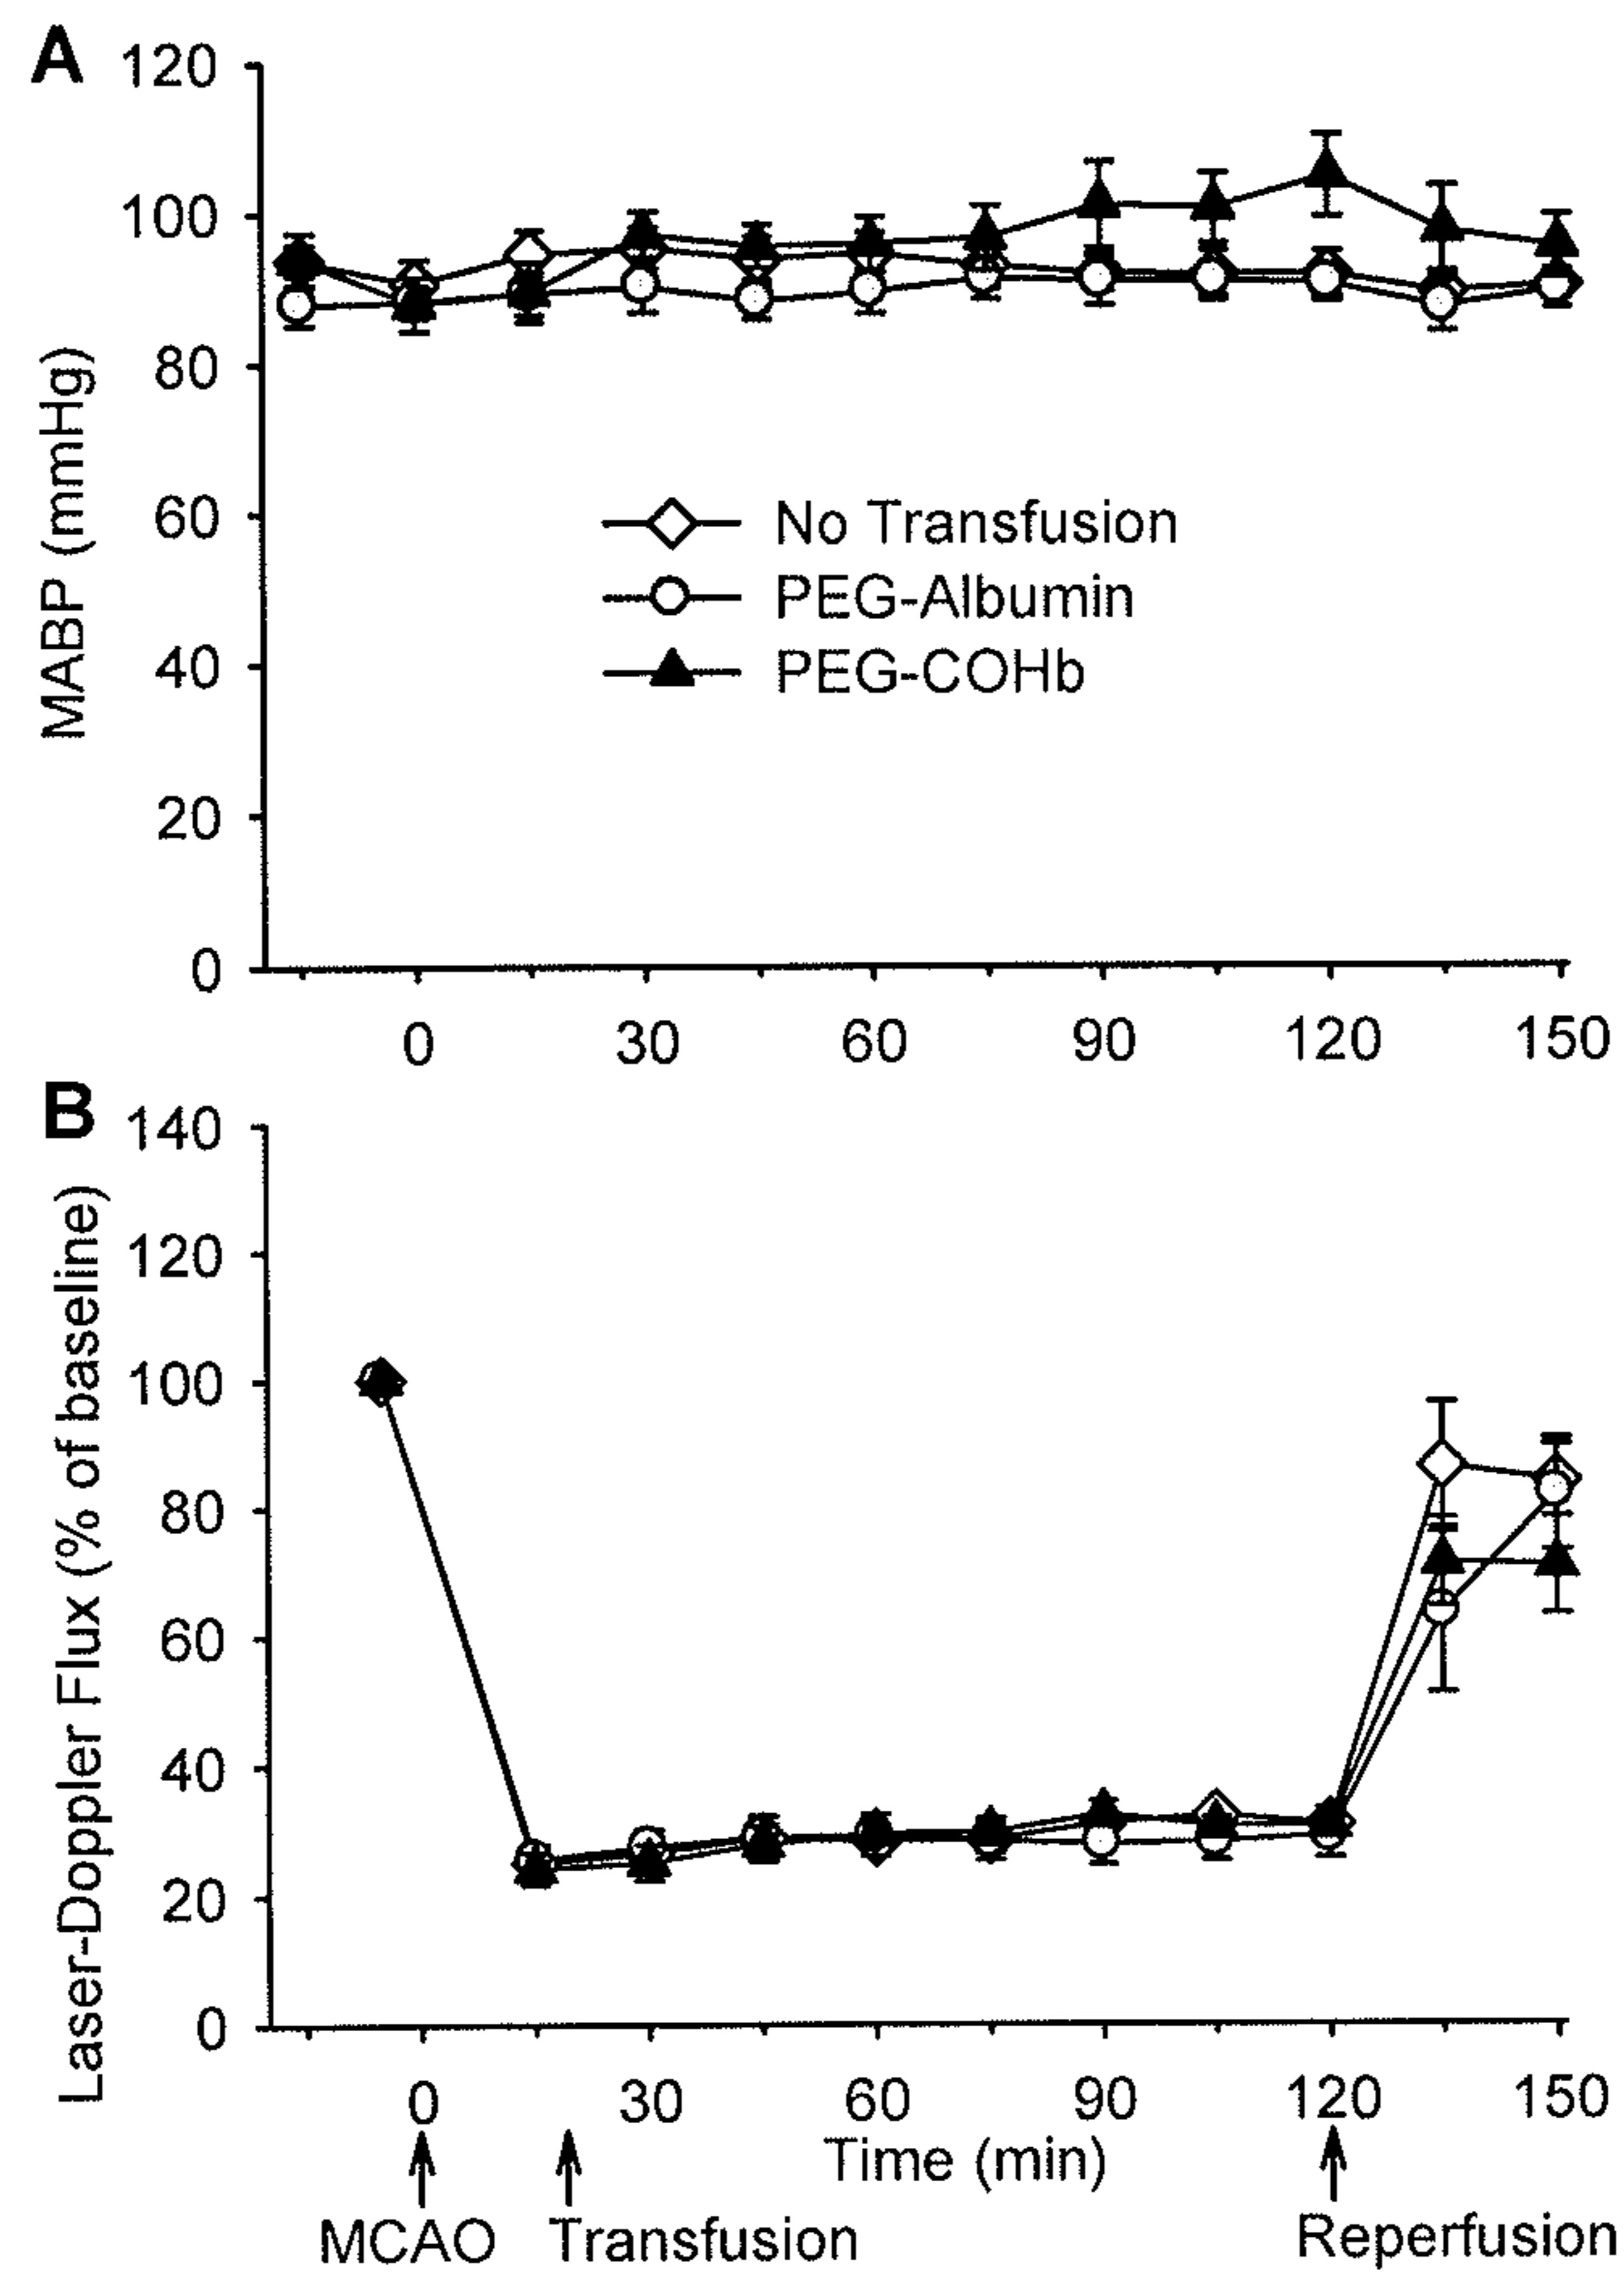 A
120
100
80
60
40
20
0
MABP (mmHg)
No Transfusion
PEG-Albumin
PEG-COHb
0 30 60 90 120 150
B
140
120
100
80
60
40
20
0
Laser-Doppler Flux (% of baseline)
0 30 60 90 120 150
Time (min)
MCAO Transfusion Reperfusion